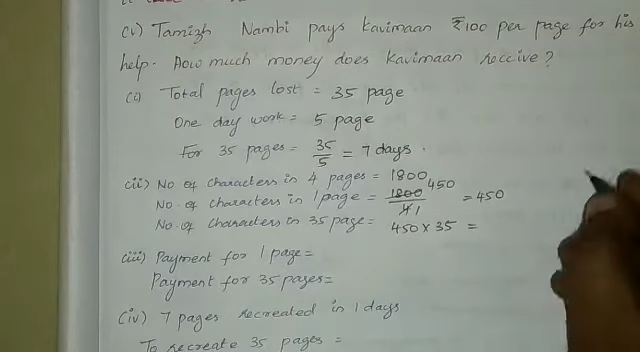 (v) Tamizh Nambi pays Kavimaan ₹100 per page for his
help. How much money does Kavimaan receive?
(i) Total pages lost = 35 page
One day work = 5 page
For 35 pages = 35/5 = 7 days.
(ii) No of characters in 4 pages = 1800
No. of characters in 1 page = 1800/4 450 1 = 450
No. of Characters in 35 page = 450 × 35 =
(iii) Payment for 1 page =
Payment for 35 pages =
(iv) 7 pages recreated in 1 days
To recreate 35 pages =